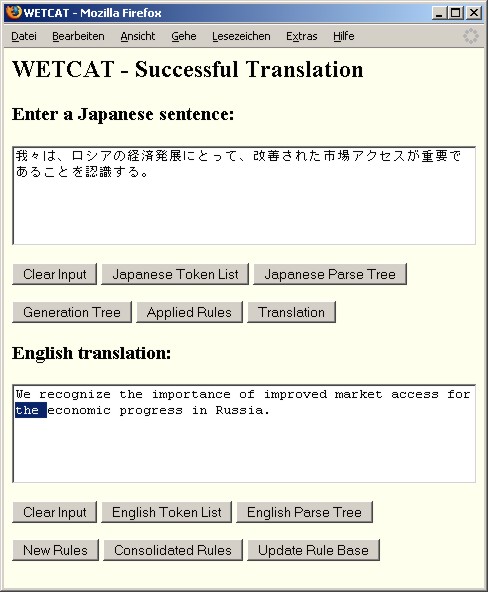 WETCAT - Mozilla Firefox
Datei Bearbeiten Ansicht Gehe Lesezeichen Extras Hilfe
WETCAT - Successful Translation
Enter a Japanese sentence:
我々は、ロシアの経済発展にとって、改善された市場アクセスが重要で
あることを認識する。
Clear Input Japanese Token List Japanese Parse Tree
Generation Tree Applied Rules Translation
English translation:
We recognize the importance of improved market access for
the economic progress in Russia.
Clear Input English Token List English Parse Tree
New Rules Consolidated Rules Update Rule Base